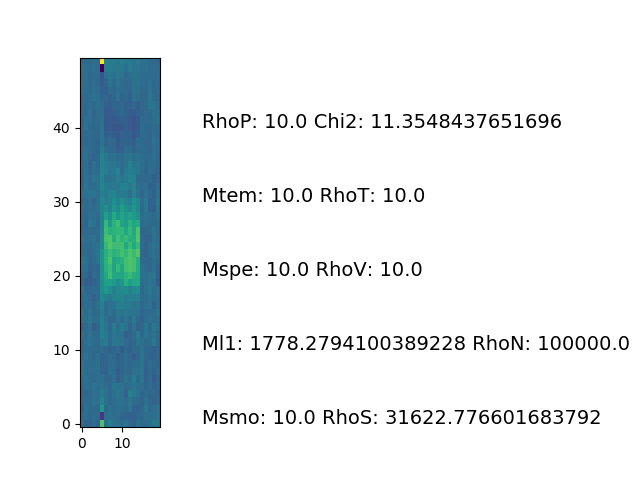 40
RhoP: 10.0 Chi2: 11.3548437651696
30
Mtem: 10.0 RhoT: 10.0
20
Mspe: 10.0 RhoV: 10.0
10
Ml1: 1778.2794100389228 RhoN: 100000.0
0
Msmo: 10.0 RhoS: 31622.776601683792
0 10